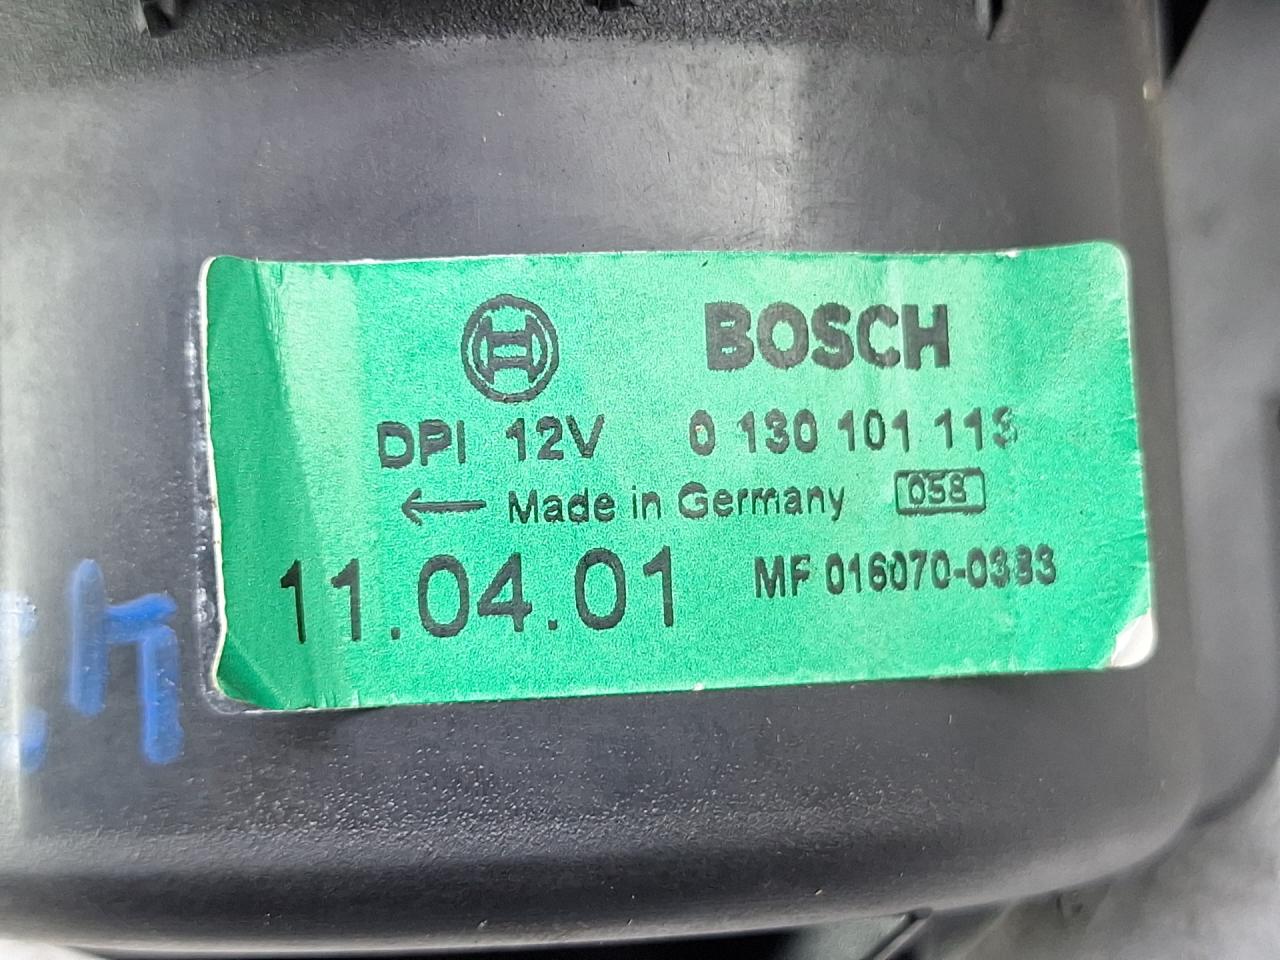 BOSCH
DPI 12V 0 130 101 113
Made in Germany 058
11.04.01 MF 016070-0383